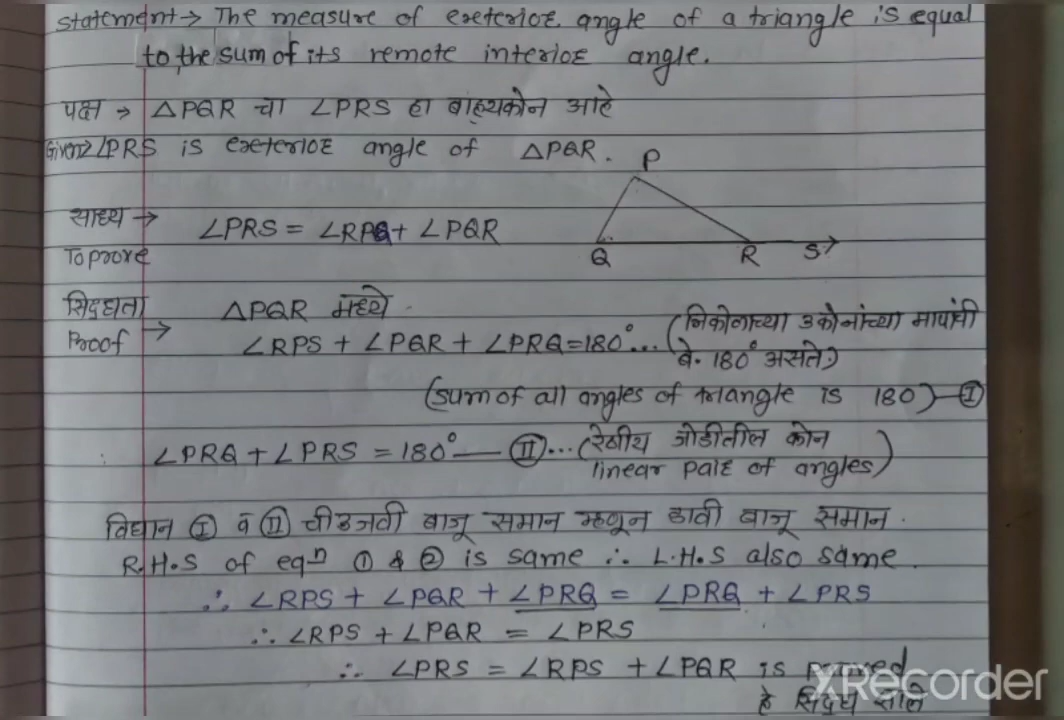 statement → The measure of exeterior angle of a triangle is equal
to the sum of its remote interior angle.
पक्ष → △PQR चा ∠PRS हा बाह्यकोन आहे
Given→ ∠PRS is exeterior angle of △PQR.
P
साध्य →
∠PRS = ∠RPQ + ∠PQR
To prove
Q R S
सिद्धता △PQR मध्ये.
Proof → ∠RPS + ∠PQR + ∠PRQ = 180° ... (त्रिकोणाच्या 3 कोनांच्या मापांची
बे. 180° असते)
(sum of all angles of triangle is 180) — I
∠PRQ + ∠PRS = 180° — II ... (रेषीय जोडीतील कोन
linear pair of angles)
विधान I व II ची उजवी बाजू समान म्हणून डावी बाजू समान.
R.H.S of eqn 1 & 2 is same ∴ L.H.S also same.
∴ ∠RPS + ∠PQR + ∠PRQ = ∠PRQ + ∠PRS
∴ ∠RPS + ∠PQR = ∠PRS
∴ ∠PRS = ∠RPS + ∠PQR is proved
हे सिद्ध झाले
XRecorder